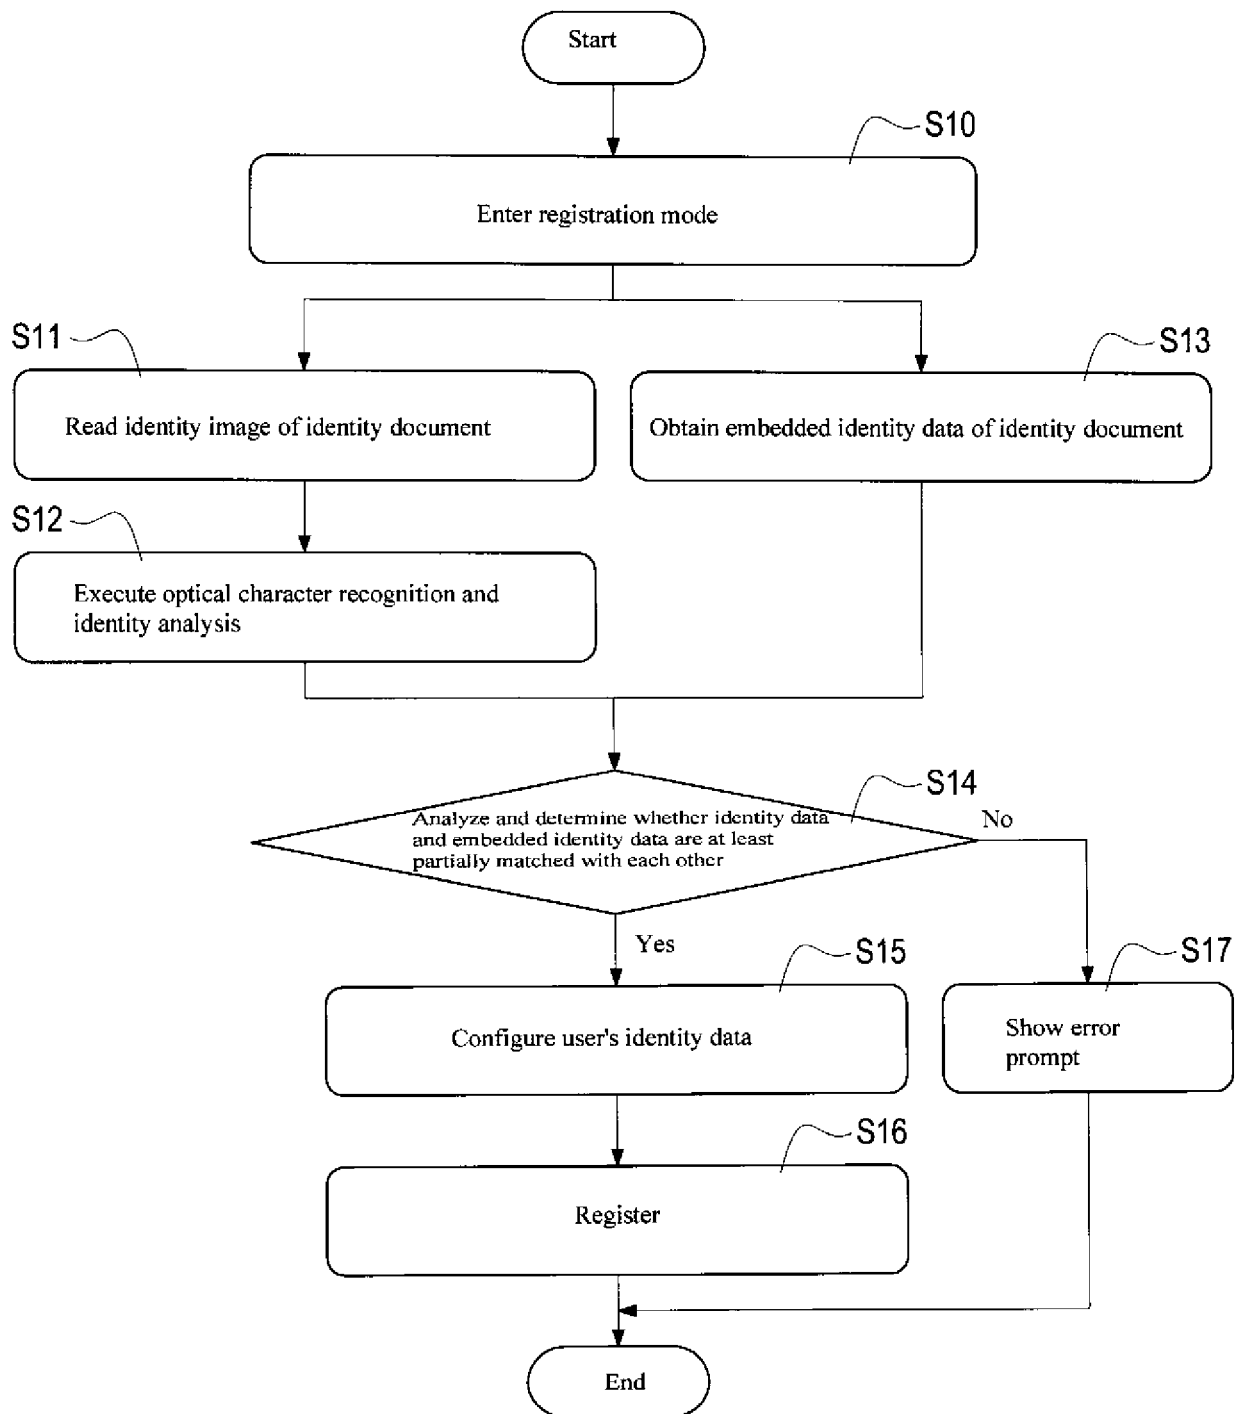 Start
S10
Enter registration mode
S11
S13
Read identity image of identity document
Obtain embedded identity data of identity document
S12
Execute optical character recognition and
identity analysis
S14
Analyze and determine whether identity data
and embedded identity data are at least
partially matched with each other
No
Yes
S15
S17
Configure user's identity data
Show error
prompt
S16
Register
End